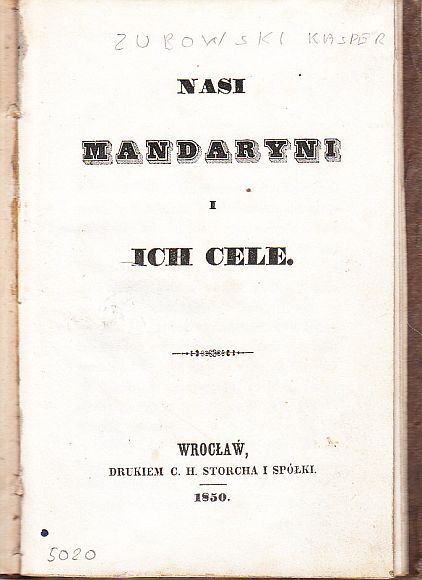 ZUBOWSKI KASPER
NASI
MANDARYNI
I
ICH CELE.
WROCŁAW,
DRUKIEM C. H. STORCHA I SPÓŁKI.
1850.
5020